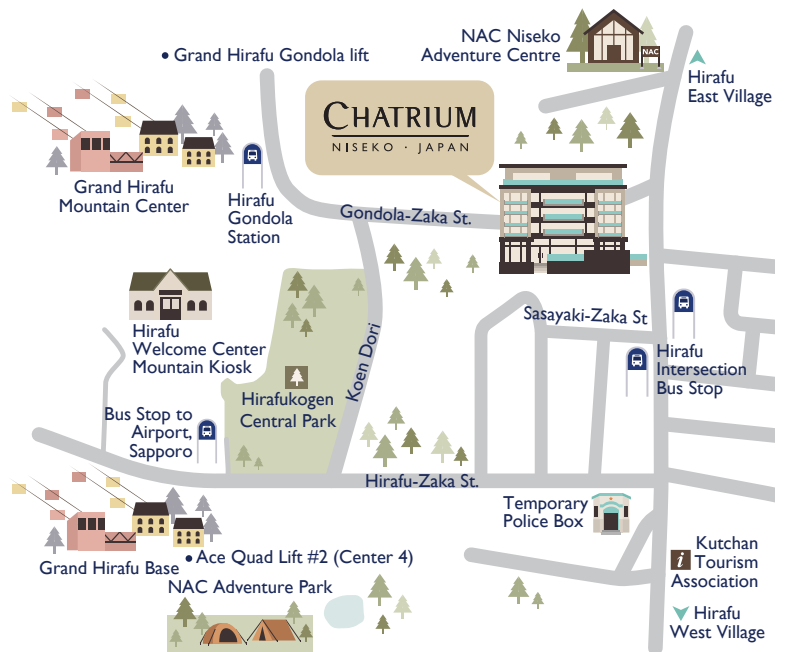 • Grand Hirafu Gondola lift
NAC Niseko
Adventure Centre
NAC
Hirafu
East Village
CHATRIUM
NISEKO · JAPAN
Grand Hirafu
Mountain Center
Hirafu
Gondola
Station
Gondola-Zaka St.
Hirafu
Welcome Center
Mountain Kiosk
Koen Dori
Sasayaki-Zaka St
Hirafu
Intersection
Bus Stop
Hirafukogen
Central Park
Bus Stop to
Airport,
Sapporo
Hirafu-Zaka St.
Temporary
Police Box
Grand Hirafu Base
• Ace Quad Lift #2 (Center 4)
NAC Adventure Park
i
Kutchan
Tourism
Association
Hirafu
West Village